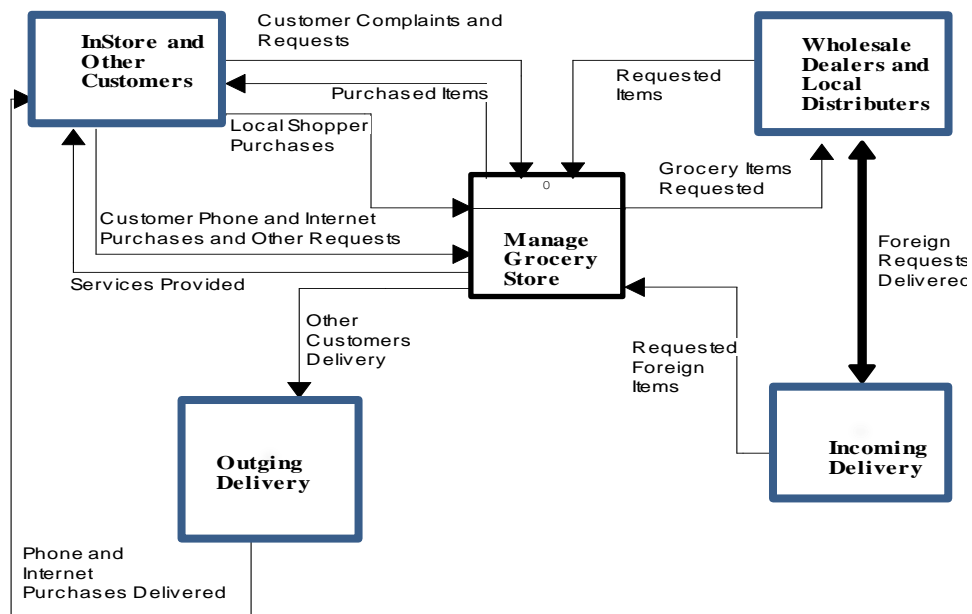 InStore and
Other
Customers
Customer Complaints and
Requests
Purchased Items
Local Shopper
Purchases
Requested
Items
Wholesale
Dealers and
Local
Distributers
Grocery Items
Requested
0
Manage
Grocery
Store
Customer Phone and Internet
Purchases and Other Requests
Services Provided
Foreign
Requests
Delivered
Other
Customers
Delivery
Requested
Foreign
Items
Outging
Delivery
Incoming
Delivery
Phone and
Internet
Purchases Delivered